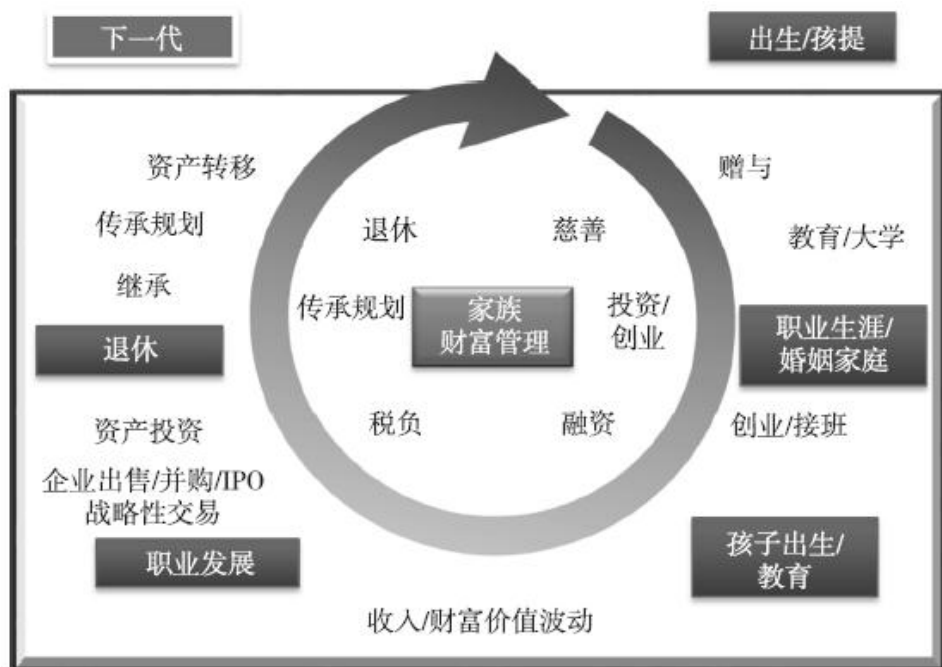 下一代
出生/孩提
资产转移
赠与
传承规划
退休
慈善
教育/大学
继承
传承规划
家族
财富管理
投资/
创业
职业生涯/
婚姻家庭
退休
资产投资
税负
融资
创业/接班
企业出售/并购/IPO
战略性交易
职业发展
孩子出生/
教育
收入/财富价值波动